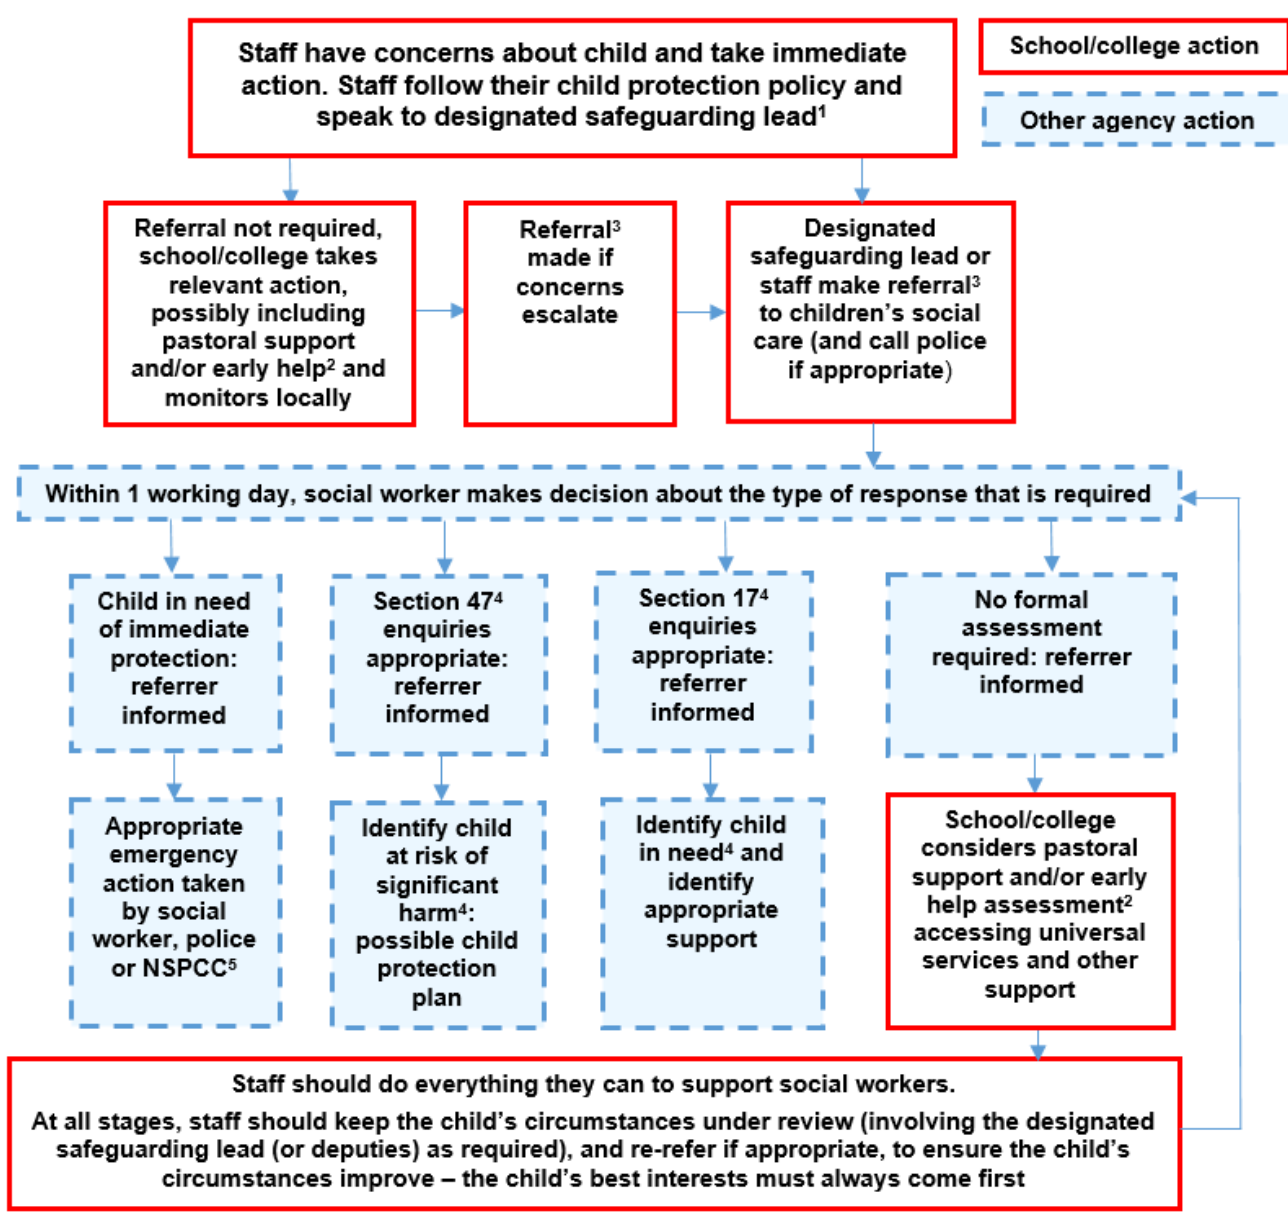 Staff have concerns about child and take immediate
action. Staff follow their child protection policy and
speak to designated safeguarding lead¹
School/college action
Other agency action
Referral not required,
school/college takes
relevant action,
possibly including
pastoral support
and/or early help² and
monitors locally
Referral³
made if
concerns
escalate
Designated
safeguarding lead or
staff make referral³
to children’s social
care (and call police
if appropriate)
Within 1 working day, social worker makes decision about the type of response that is required
Child in need
of immediate
protection:
referrer
informed
Section 47⁴
enquiries
appropriate:
referrer
informed
Section 17⁴
enquiries
appropriate:
referrer
informed
No formal
assessment
required: referrer
informed
Appropriate
emergency
action taken
by social
worker, police
or NSPCC⁵
Identify child
at risk of
significant
harm⁴:
possible child
protection
plan
Identify child
in need⁴ and
identify
appropriate
support
School/college
considers pastoral
support and/or early
help assessment²
accessing universal
services and other
support
Staff should do everything they can to support social workers.
At all stages, staff should keep the child’s circumstances under review (involving the designated
safeguarding lead (or deputies) as required), and re-refer if appropriate, to ensure the child’s
circumstances improve – the child’s best interests must always come first